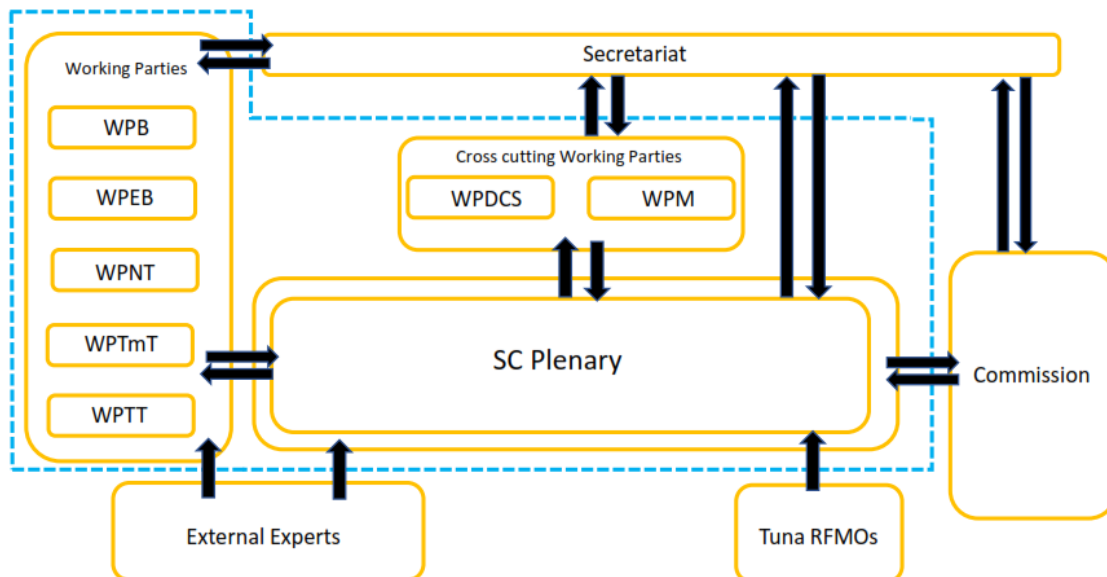 Secretariat
Working Parties
WPB
WPEB
WPNT
WPTmT
WPTT
Cross cutting Working Parties
WPDCS
WPM
SC Plenary
Commission
External Experts
Tuna RFMOs